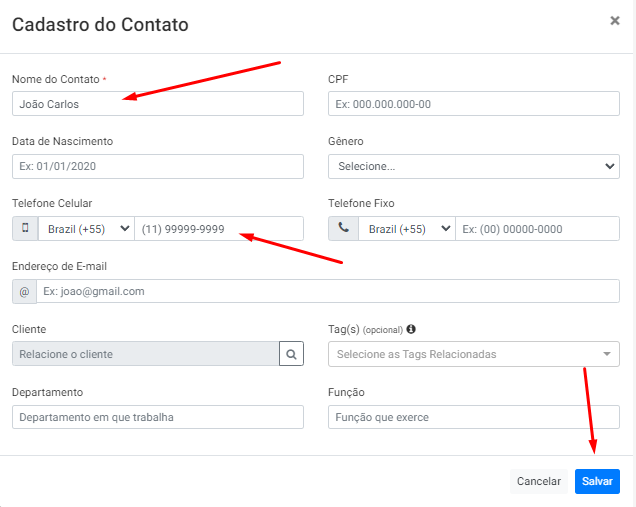 Cadastro do Contato ×
Nome do Contato * CPF
João Carlos Ex: 000.000.000-00
Data de Nascimento Gênero
Ex: 01/01/2020 Selecione...
Telefone Celular Telefone Fixo
Brazil (+55) (11) 99999-9999 Brazil (+55) Ex: (00) 00000-0000
Endereço de E-mail
@ Ex: joao@gmail.com
Cliente Tag(s) (opcional)
Relacione o cliente Selecione as Tags Relacionadas
Departamento Função
Departamento em que trabalha Função que exerce
Cancelar Salvar